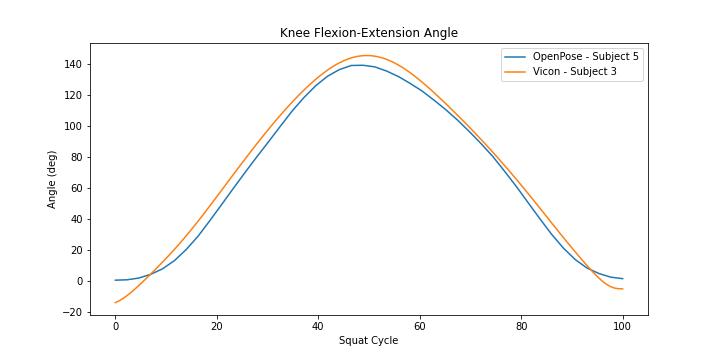 Knee Flexion-Extension Angle
OpenPose - Subject 5
Vicon - Subject 3
Angle (deg)
140
120
100
80
60
40
20
0
−20
0 20 40 60 80 100
Squat Cycle